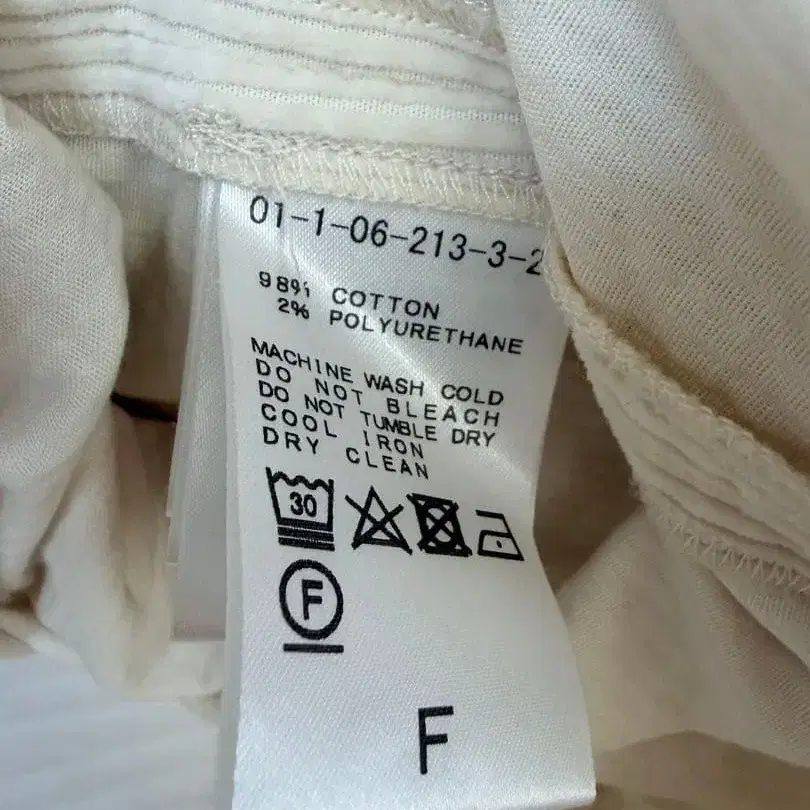 01-1-06-213-3-2
98% COTTON
2% POLYURETHANE
MACHINE WASH COLD
DO NOT BLEACH
DO NOT TUMBLE DRY
COOL IRON
DRY CLEAN
30
F
F